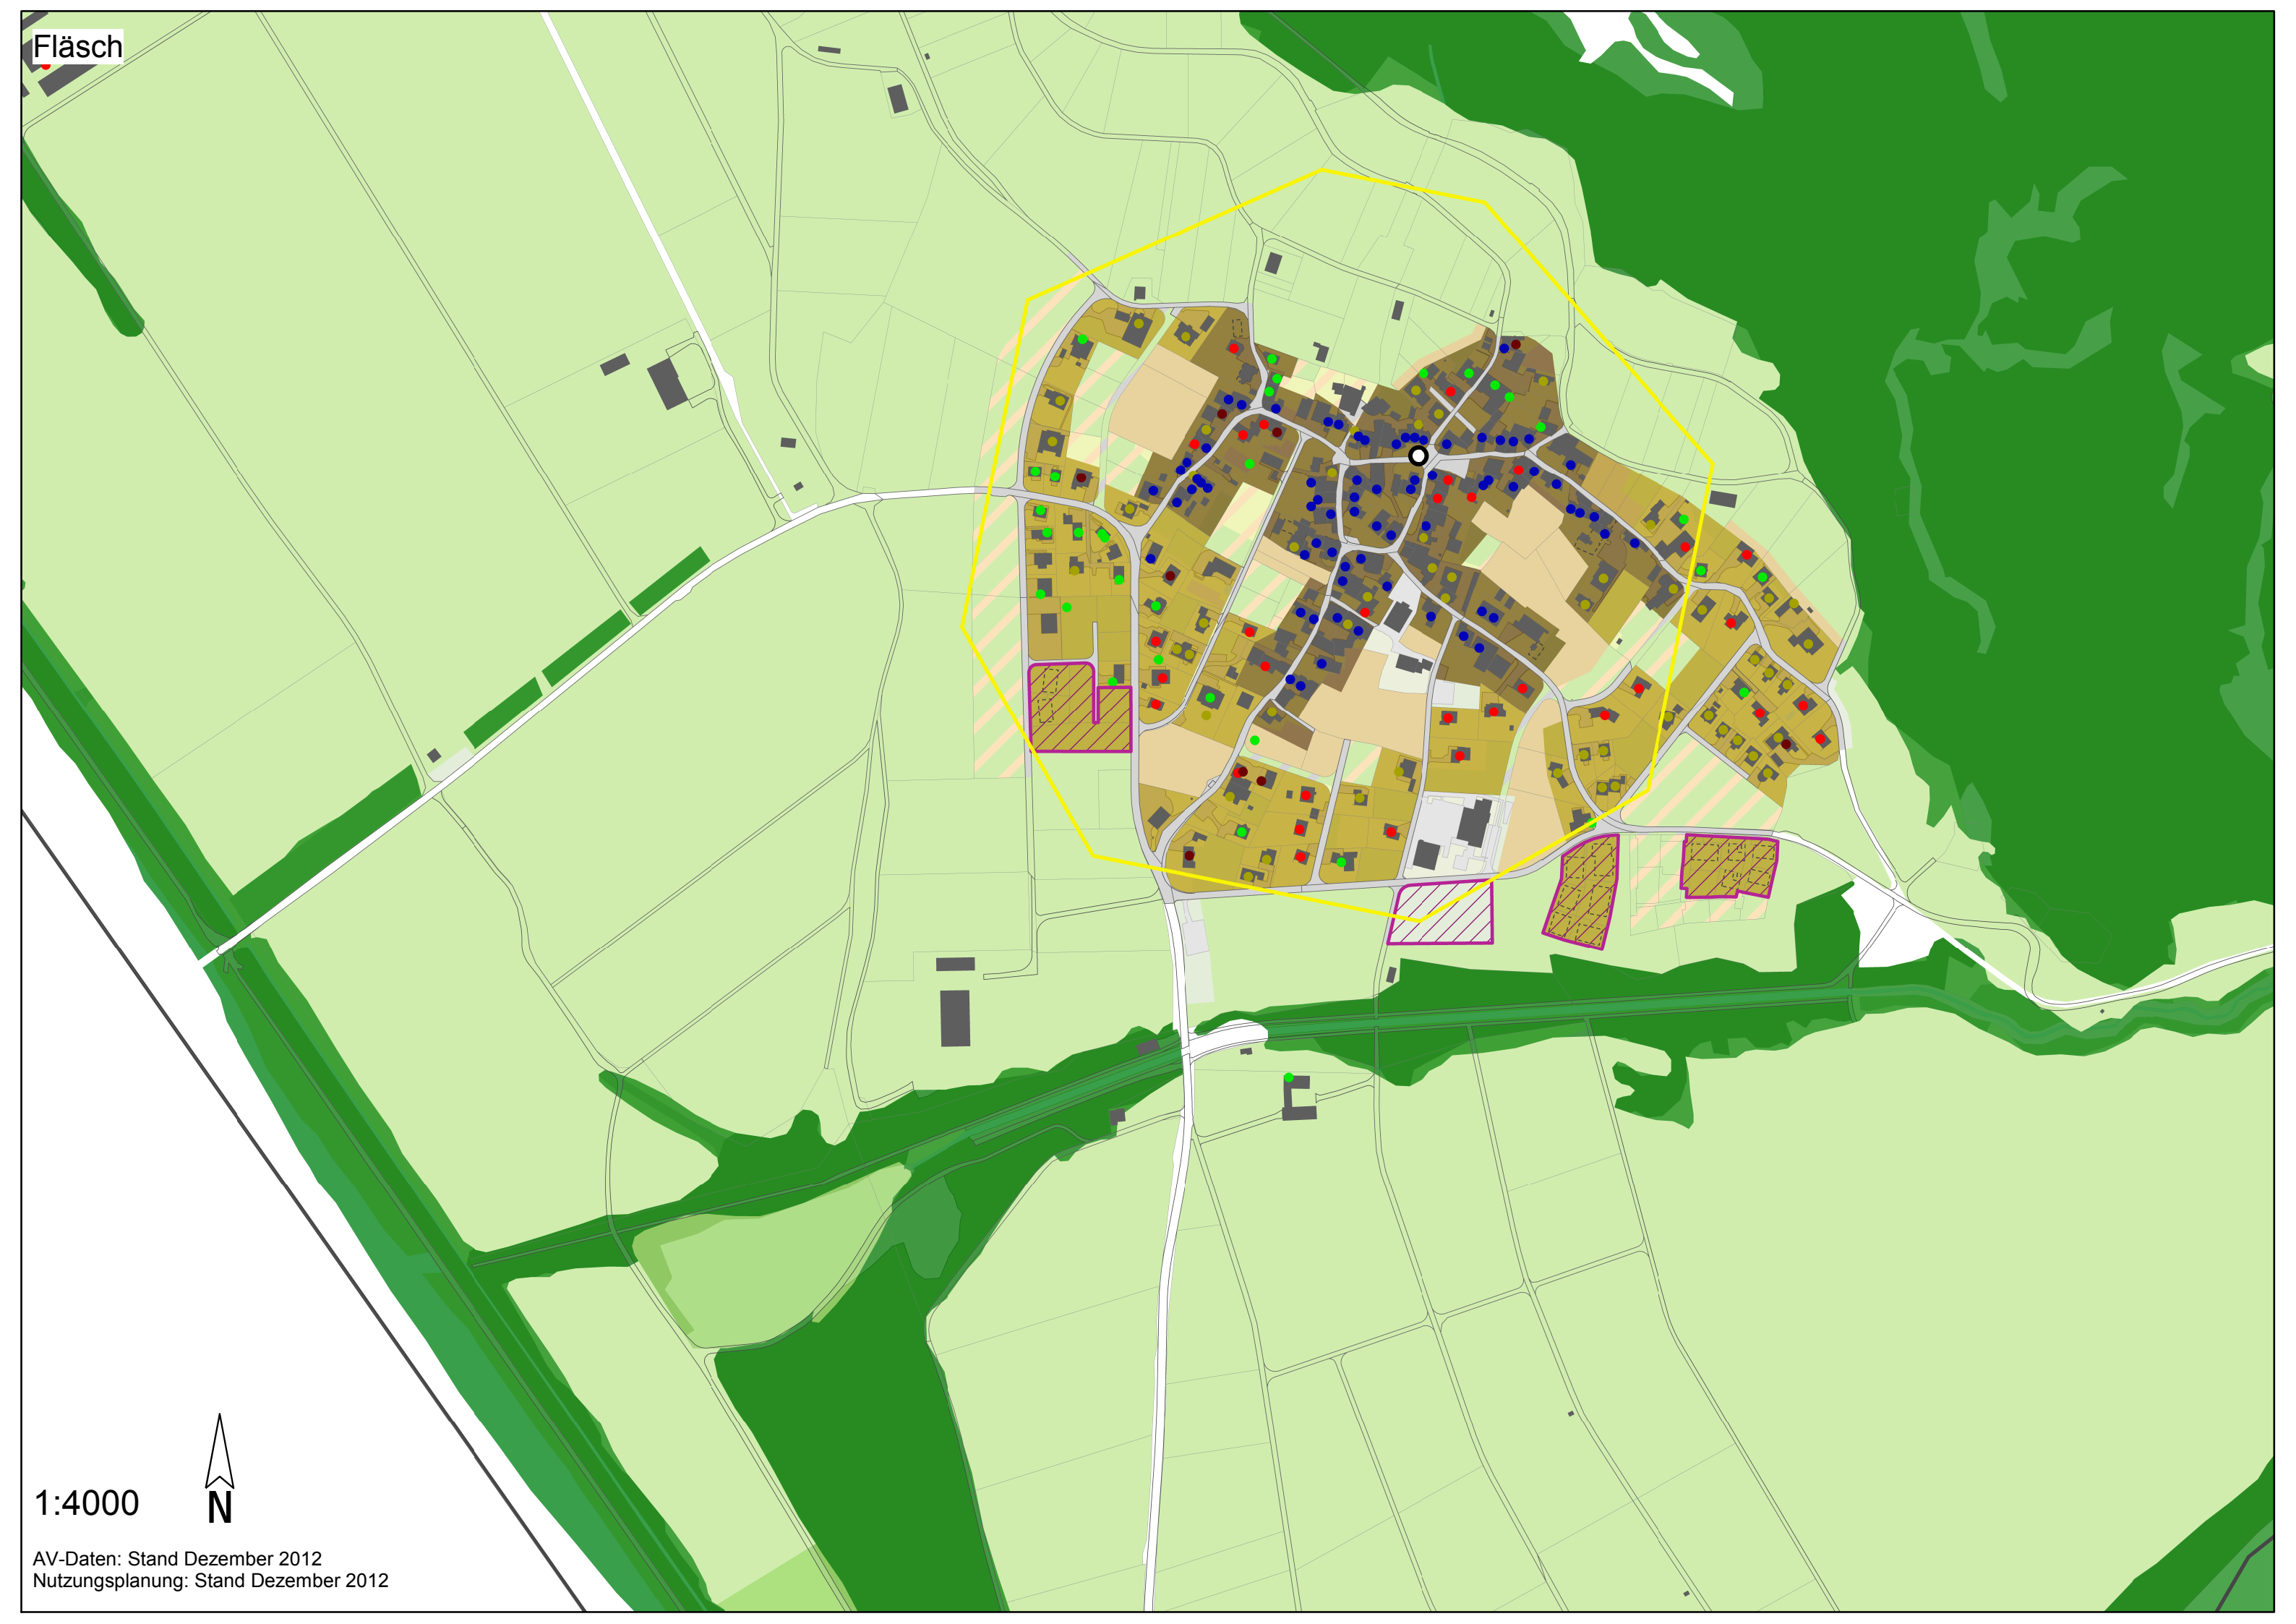 Fläsch
1:4000
N
AV-Daten: Stand Dezember 2012
Nutzungsplanung: Stand Dezember 2012